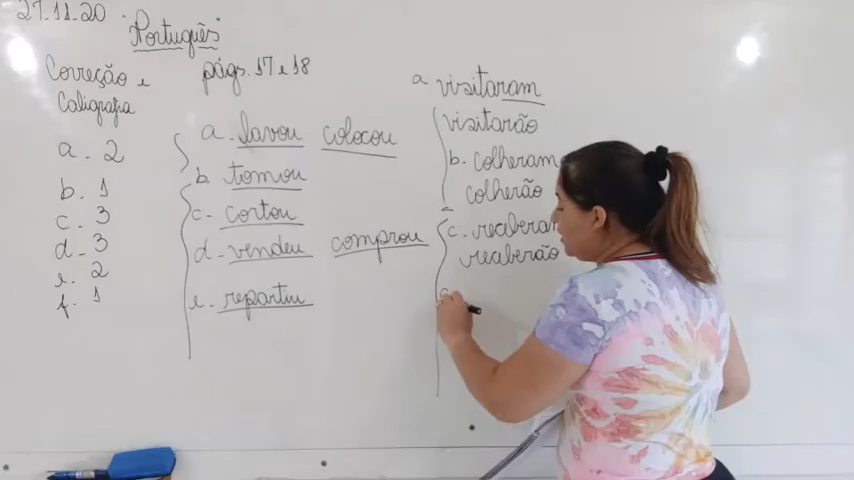 27.11.20 "Português"
Correção e
Caligrafia
págs. 17 e 18
a. 2
b. 1
c. 3
d. 3
e. 2
f. 1
a. lavou colocou
b. tomou
c. cortou
d. vendeu comprou
e. repartiu
a. visitaram
visitarão
b. colheram
colherão
c. receberam
receberão